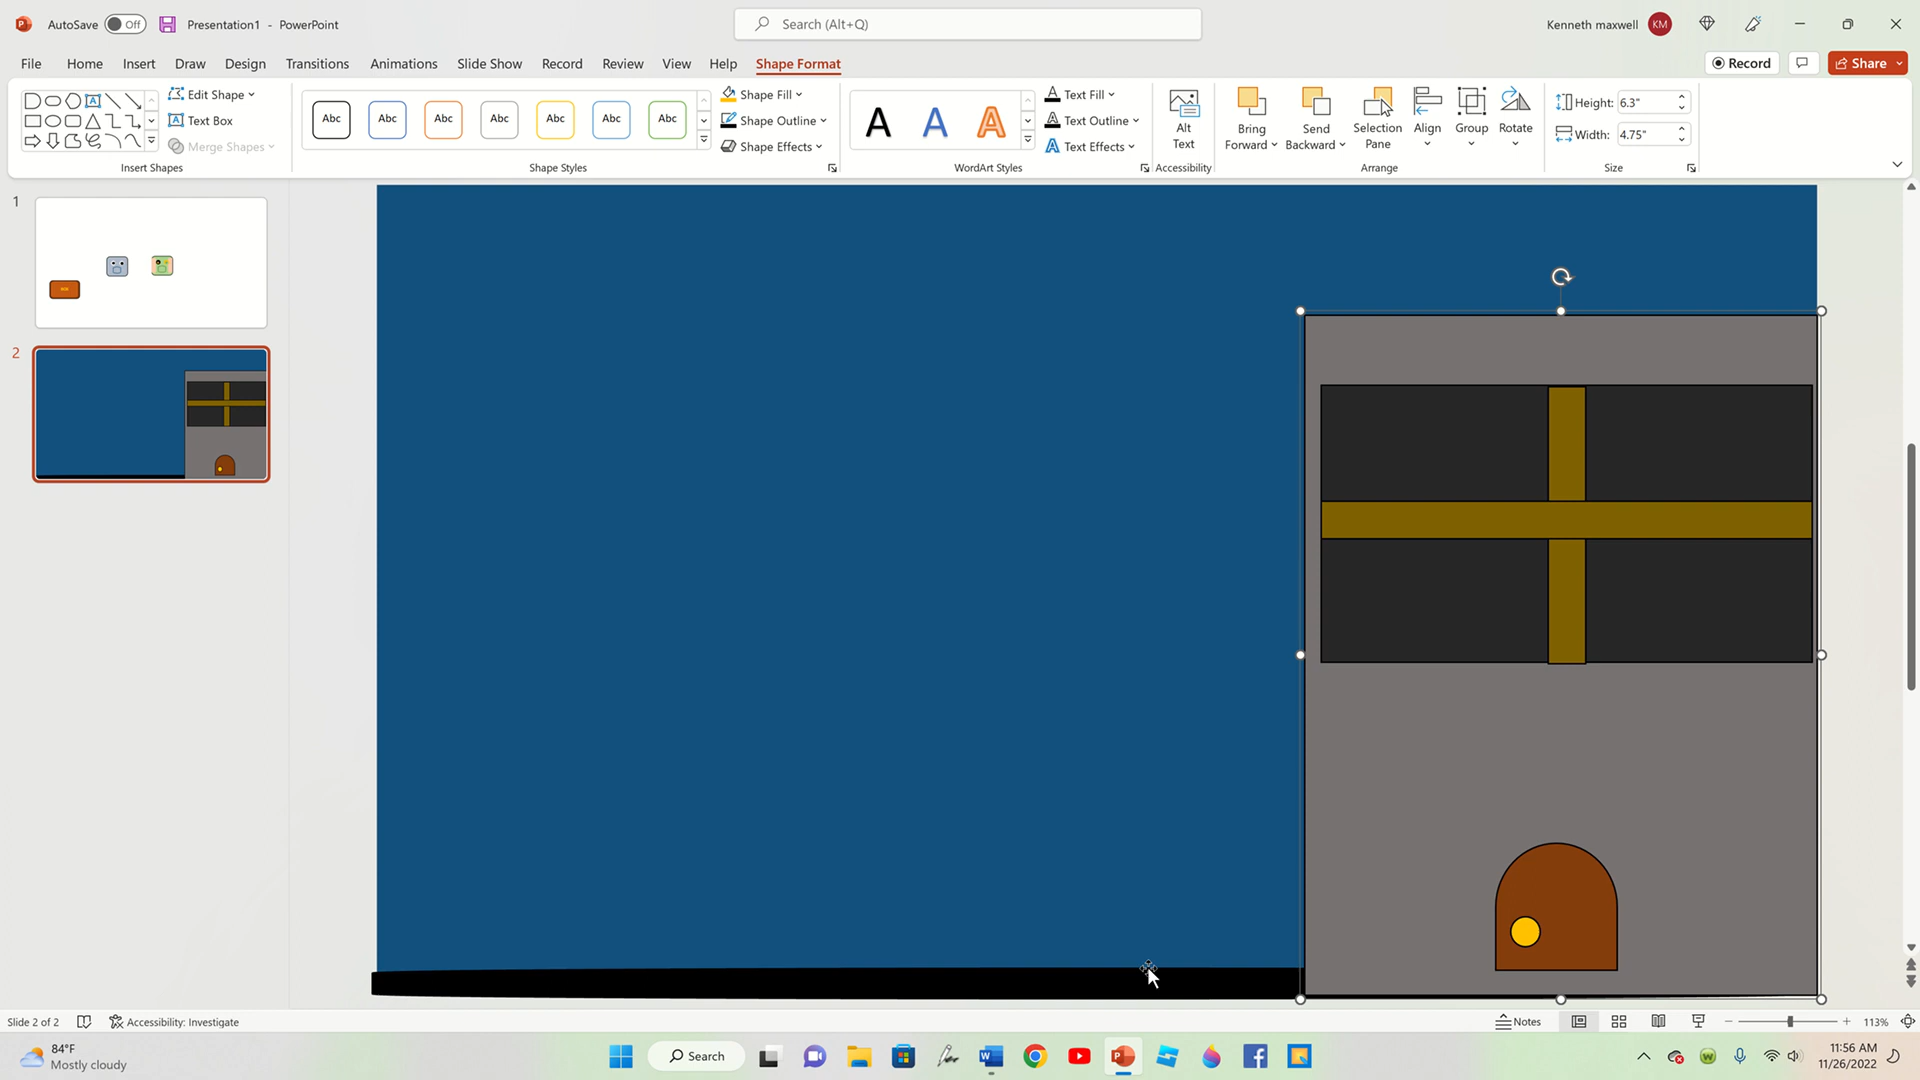 AutoSave Off Presentation1 - PowerPoint Search (Alt+Q) Kenneth maxwell KM
File Home Insert Draw Design Transitions Animations Slide Show Record Review View Help Shape Format Record Share
Edit Shape
Text Box
Merge Shapes
Insert Shapes
Abc Abc Abc Abc Abc Abc Abc
Shape Styles
Shape Fill
Shape Outline
Shape Effects
A A A
WordArt Styles
Text Fill
Text Outline
Text Effects
Alt
Text
Accessibility
Bring
Forward
Send
Backward
Selection
Pane
Align
Group
Rotate
Arrange
Height: 6.3"
Width: 4.75"
Size
1
2
Slide 2 of 2 Accessibility: Investigate Notes 113%
84°F
Mostly cloudy
Search
11:56 AM
11/26/2022